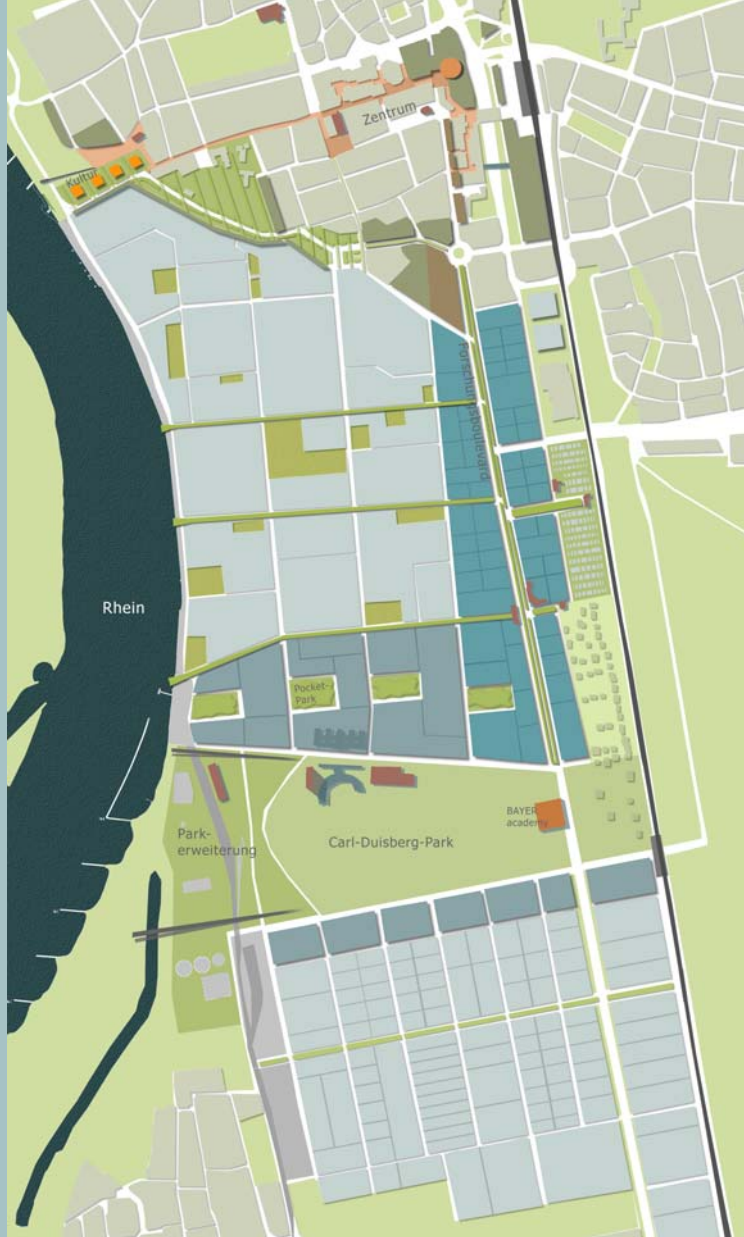 Zentrum
Kultur
Forschungsboulevard
Rhein
Pocket-
Park
BAYER
academy
Park-
erweiterung
Carl-Duisberg-Park